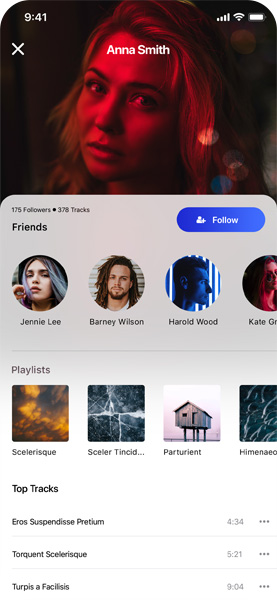 9:41
Anna Smith
175 Followers • 378 Tracks
Follow
Friends
Jennie Lee
Barney Wilson
Harold Wood
Kate Gr
Playlists
Scelerisque
Sceler Tincid...
Parturient
Himenaeo
Top Tracks
Eros Suspendisse Pretium 4:34
Torquent Scelerisque 5:21
Turpis a Facilisis 9:04